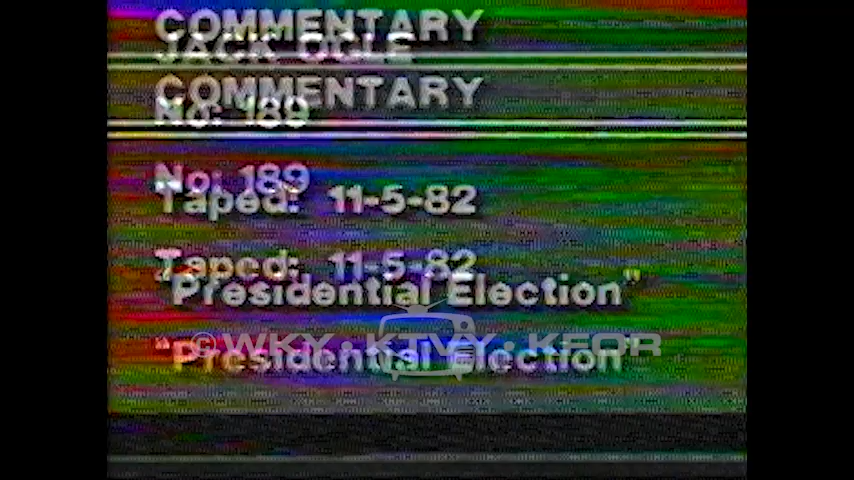 COMMENTARY
JACK OGLE
COMMENTARY
No: 189
No: 189
Taped: 11-5-82
Taped: 11-5-82
"Presidential Election"
©WKY • KTVY • KFOR
"Presidential Election"